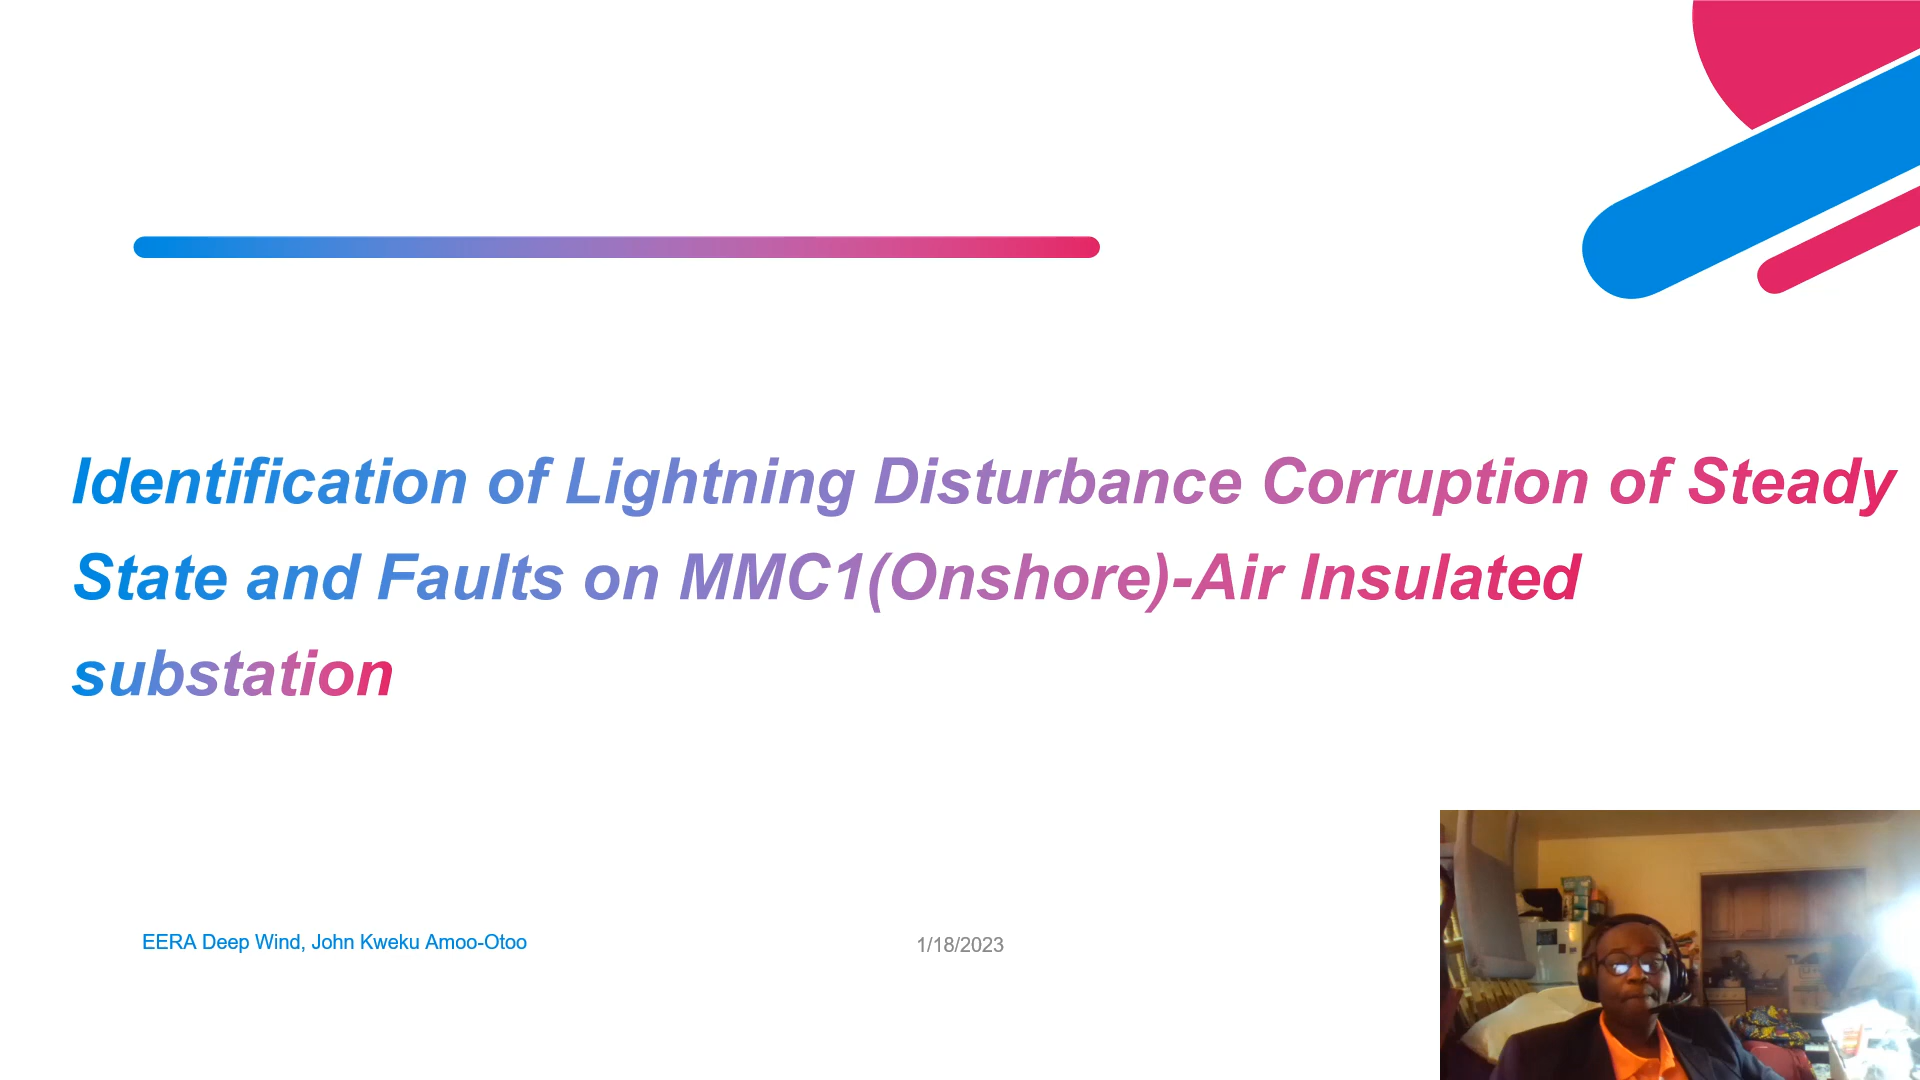 Identification of Lightning Disturbance Corruption of Steady
State and Faults on MMC1(Onshore)-Air Insulated
substation
EERA Deep Wind, John Kweku Amoo-Otoo
1/18/2023